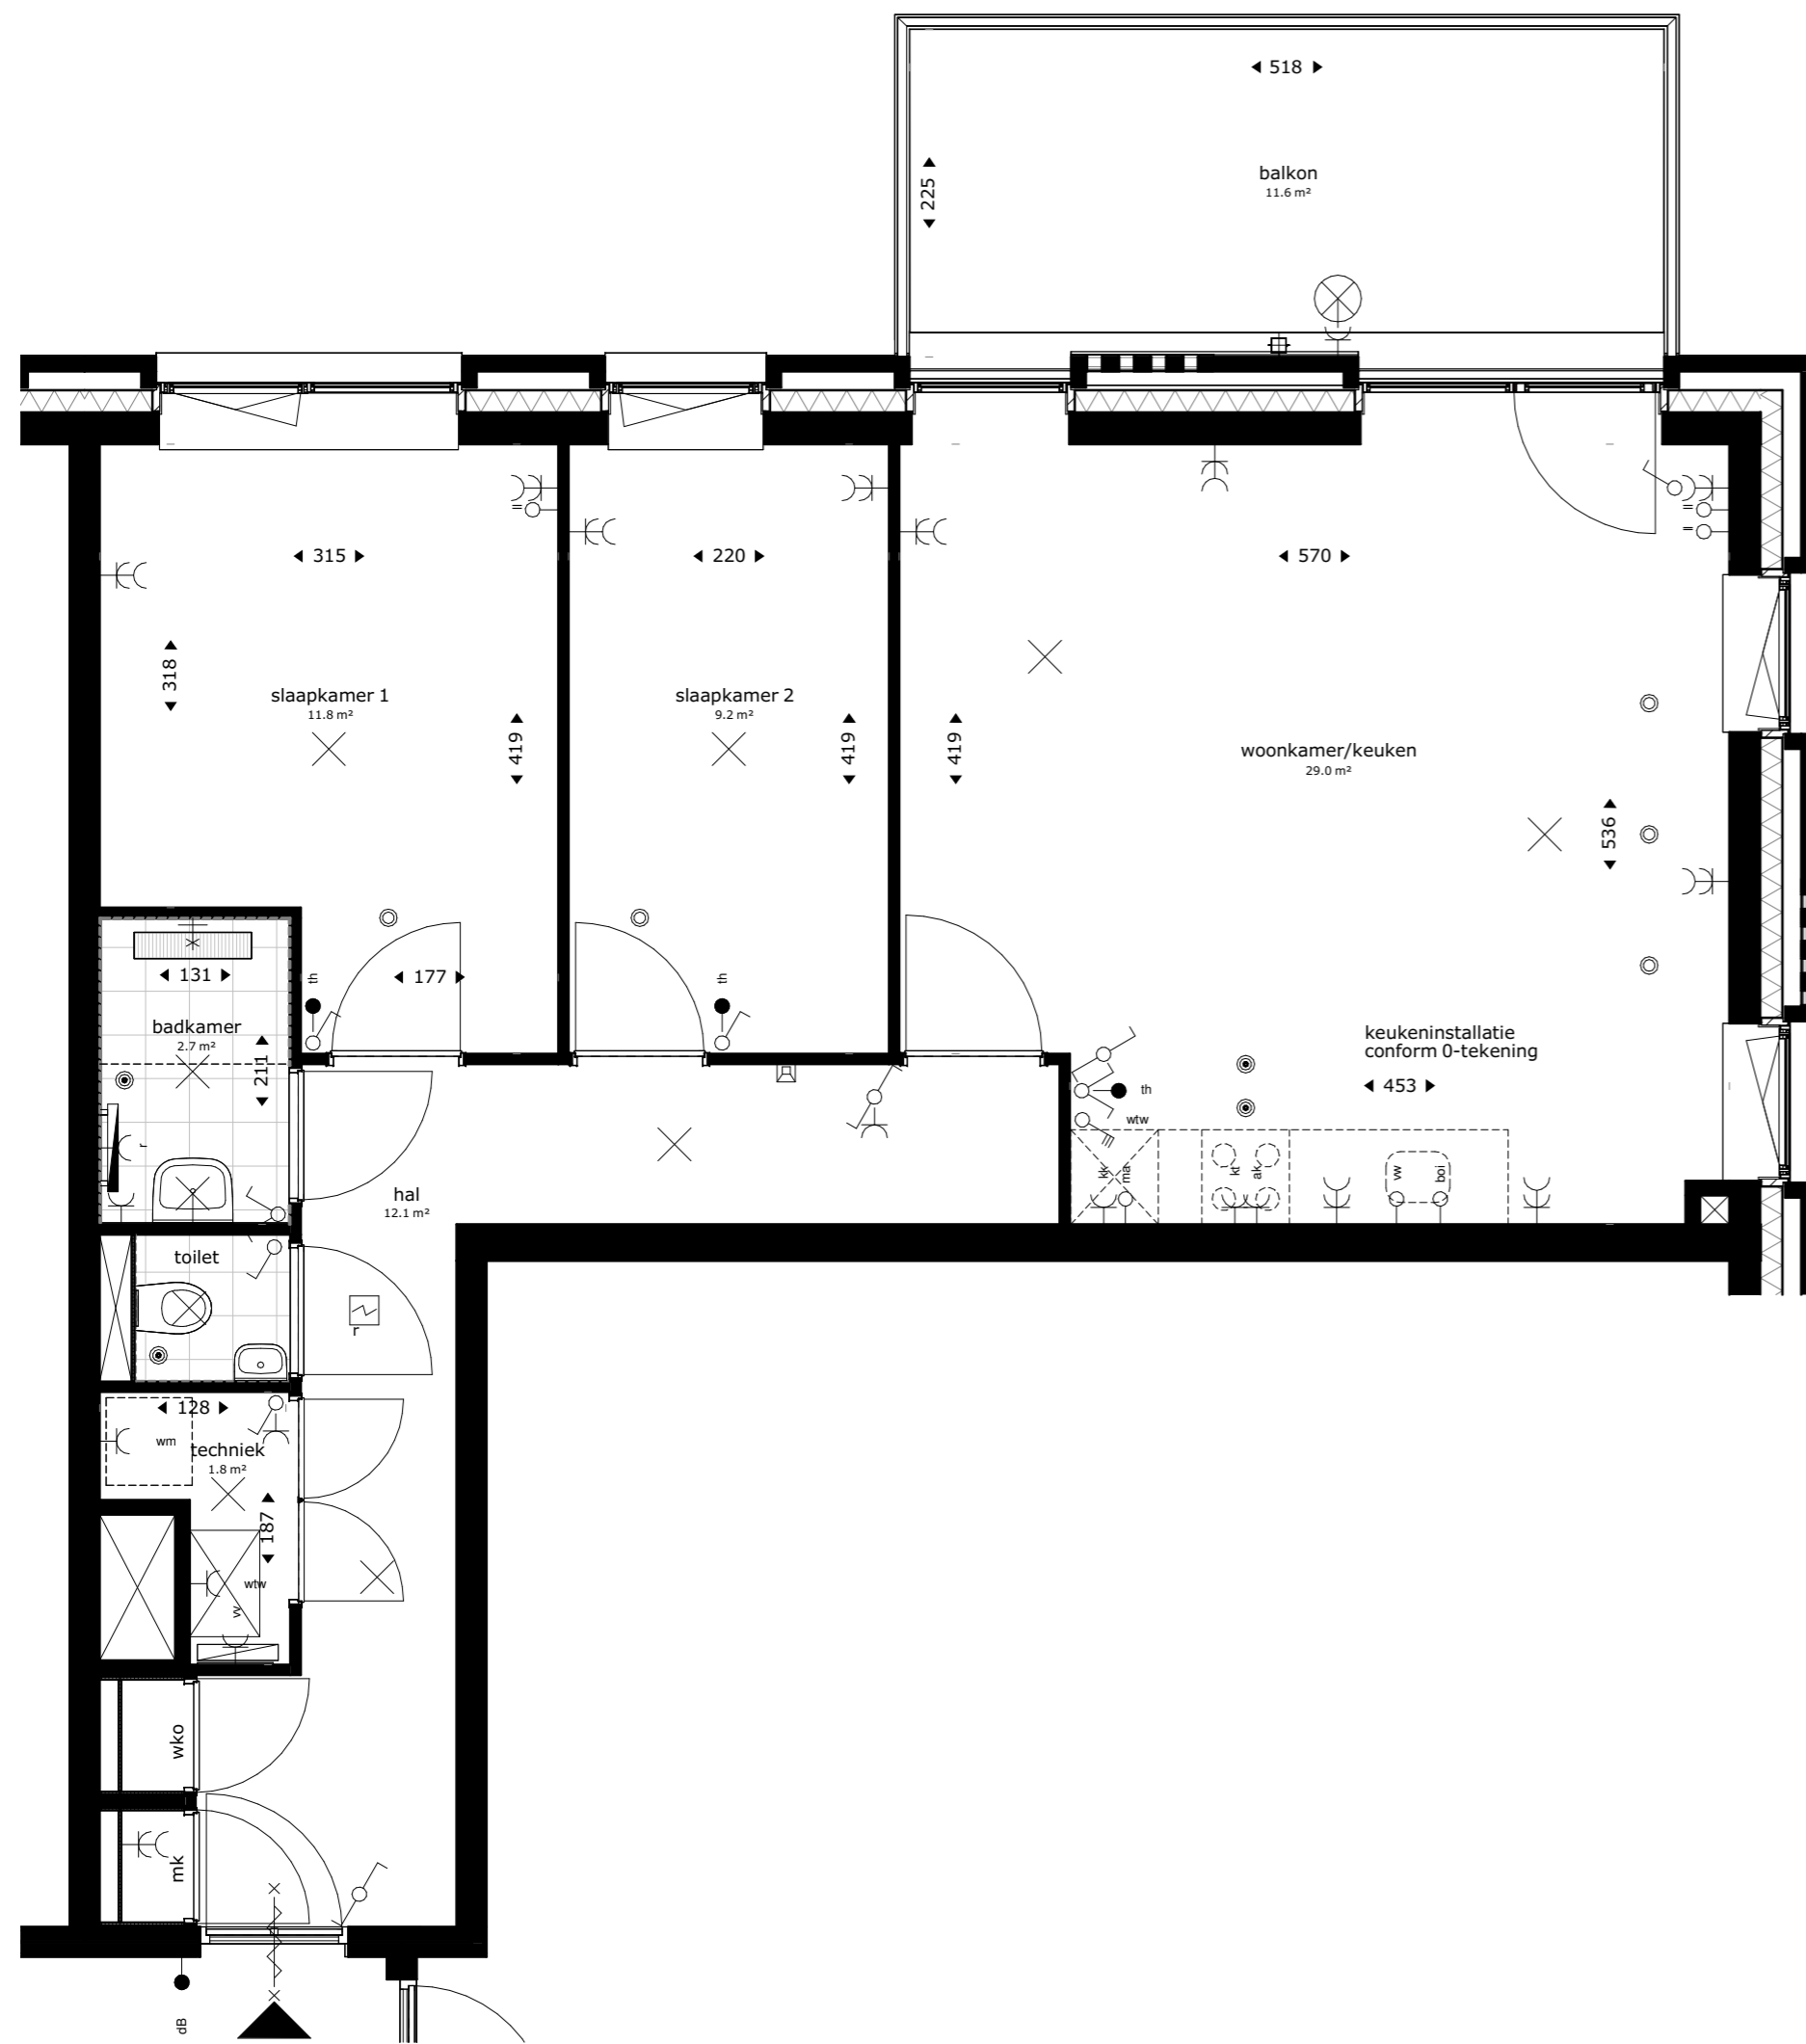 518
225
balkon
11.6 m²
315
220
570
318
slaapkamer 1
11.8 m²
419
slaapkamer 2
9.2 m²
419
419
woonkamer/keuken
29.0 m²
536
131
177
th
th
badkamer
2.7 m²
211
r
keukeninstallatie
conform 0-tekening
453
th
wtw
kk
ma
kt
ak
vw
boi
hal
12.1 m²
toilet
r
128
wm
techniek
1.8 m²
187
wtw
w
wko
mk
dB